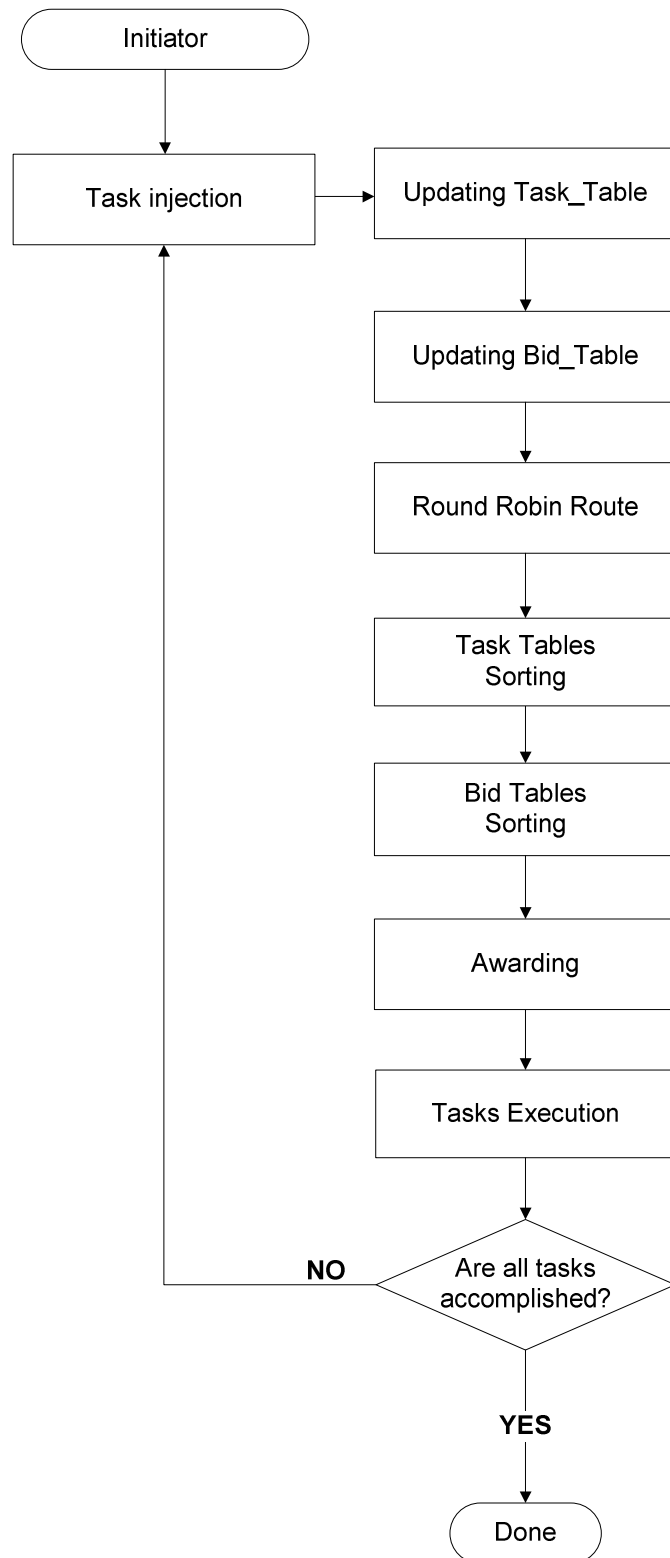 Initiator
Task injection
Updating Task_Table
Updating Bid_Table
Round Robin Route
Task Tables
Sorting
Bid Tables
Sorting
Awarding
Tasks Execution
Are all tasks
accomplished?
NO
YES
Done